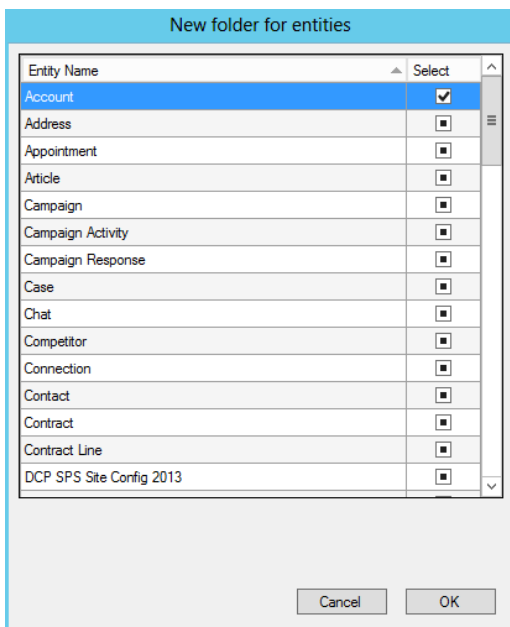 New folder for entities
Entity Name Select
Account
Address
Appointment
Article
Campaign
Campaign Activity
Campaign Response
Case
Chat
Competitor
Connection
Contact
Contract
Contract Line
DCP SPS Site Config 2013
Cancel OK